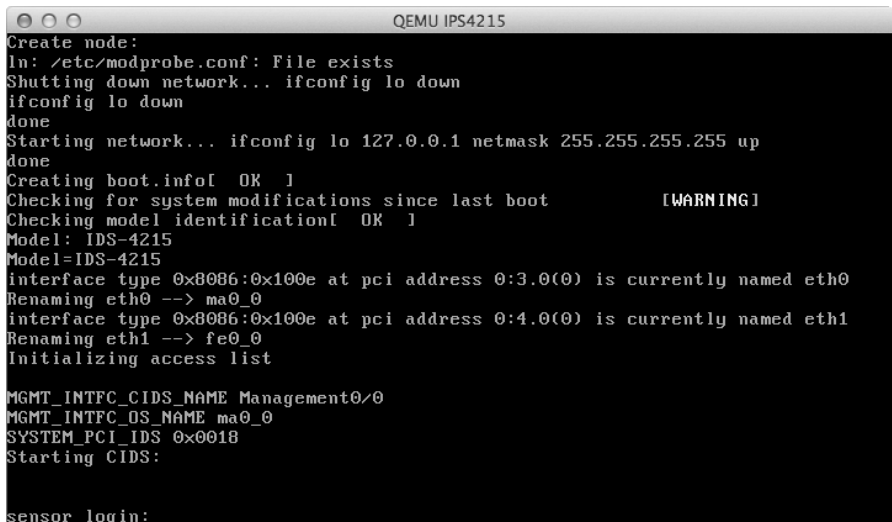 QEMU IPS4215
Create node:
ln: /etc/modprobe.conf: File exists
Shutting down network... ifconfig lo down
ifconfig lo down
done
Starting network... ifconfig lo 127.0.0.1 netmask 255.255.255.255 up
done
Creating boot.info[  OK  ]
Checking for system modifications since last boot            [WARNING]
Checking model identification[  OK  ]
Model: IDS-4215
Model=IDS-4215
interface type 0x8086:0x100e at pci address 0:3.0(0) is currently named eth0
Renaming eth0 --> ma0_0
interface type 0x8086:0x100e at pci address 0:4.0(0) is currently named eth1
Renaming eth1 --> fe0_0
Initializing access list
MGMT_INTFC_CIDS_NAME Management0/0
MGMT_INTFC_OS_NAME ma0_0
SYSTEM_PCI_IDS 0x0018
Starting CIDS:
sensor login: